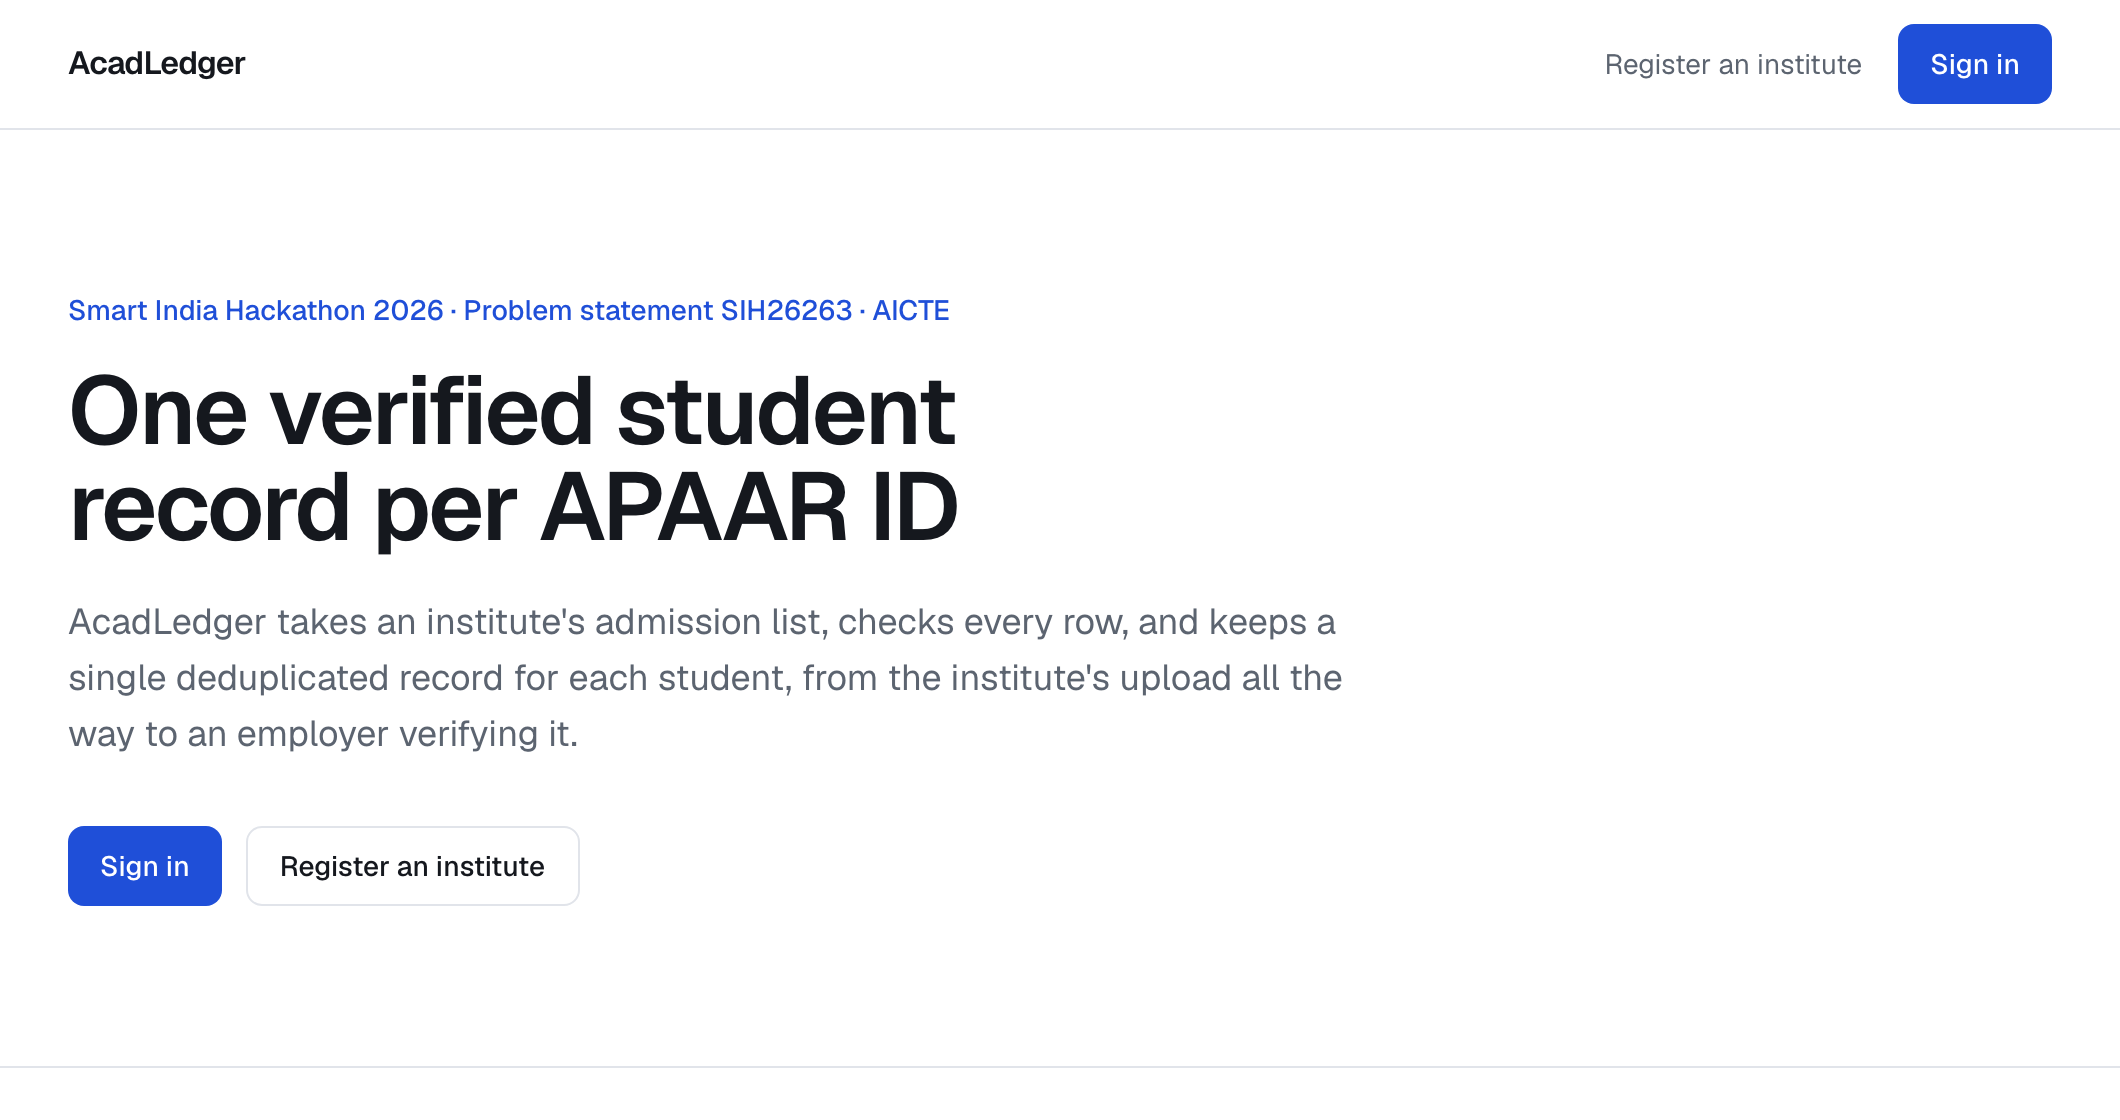 AcadLedger
Register an institute
Sign in
Smart India Hackathon 2026 · Problem statement SIH26263 · AICTE
One verified student
record per APAAR ID
AcadLedger takes an institute's admission list, checks every row, and keeps a
single deduplicated record for each student, from the institute's upload all the
way to an employer verifying it.
Sign in
Register an institute